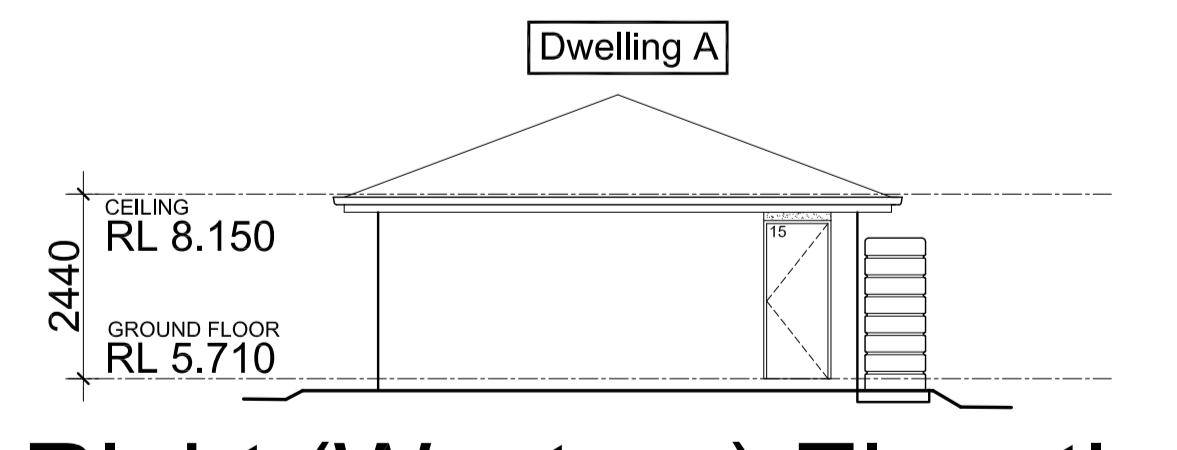 Dwelling A
CEILING
RL 8.150
15
2440
GROUND FLOOR
RL 5.710